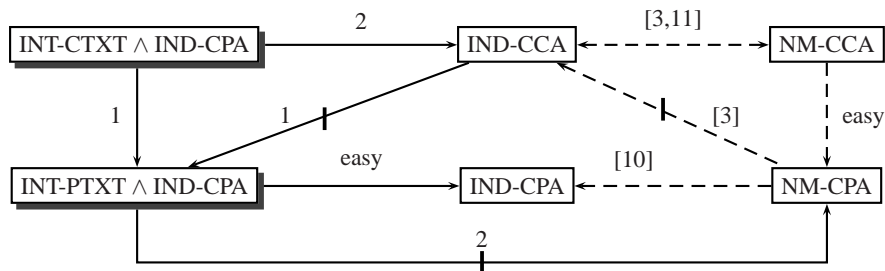 2
[3,11]
INT-CTXT ∧ IND-CPA
IND-CCA
NM-CCA
1
1
[3]
easy
easy
[10]
INT-PTXT ∧ IND-CPA
IND-CPA
NM-CPA
2